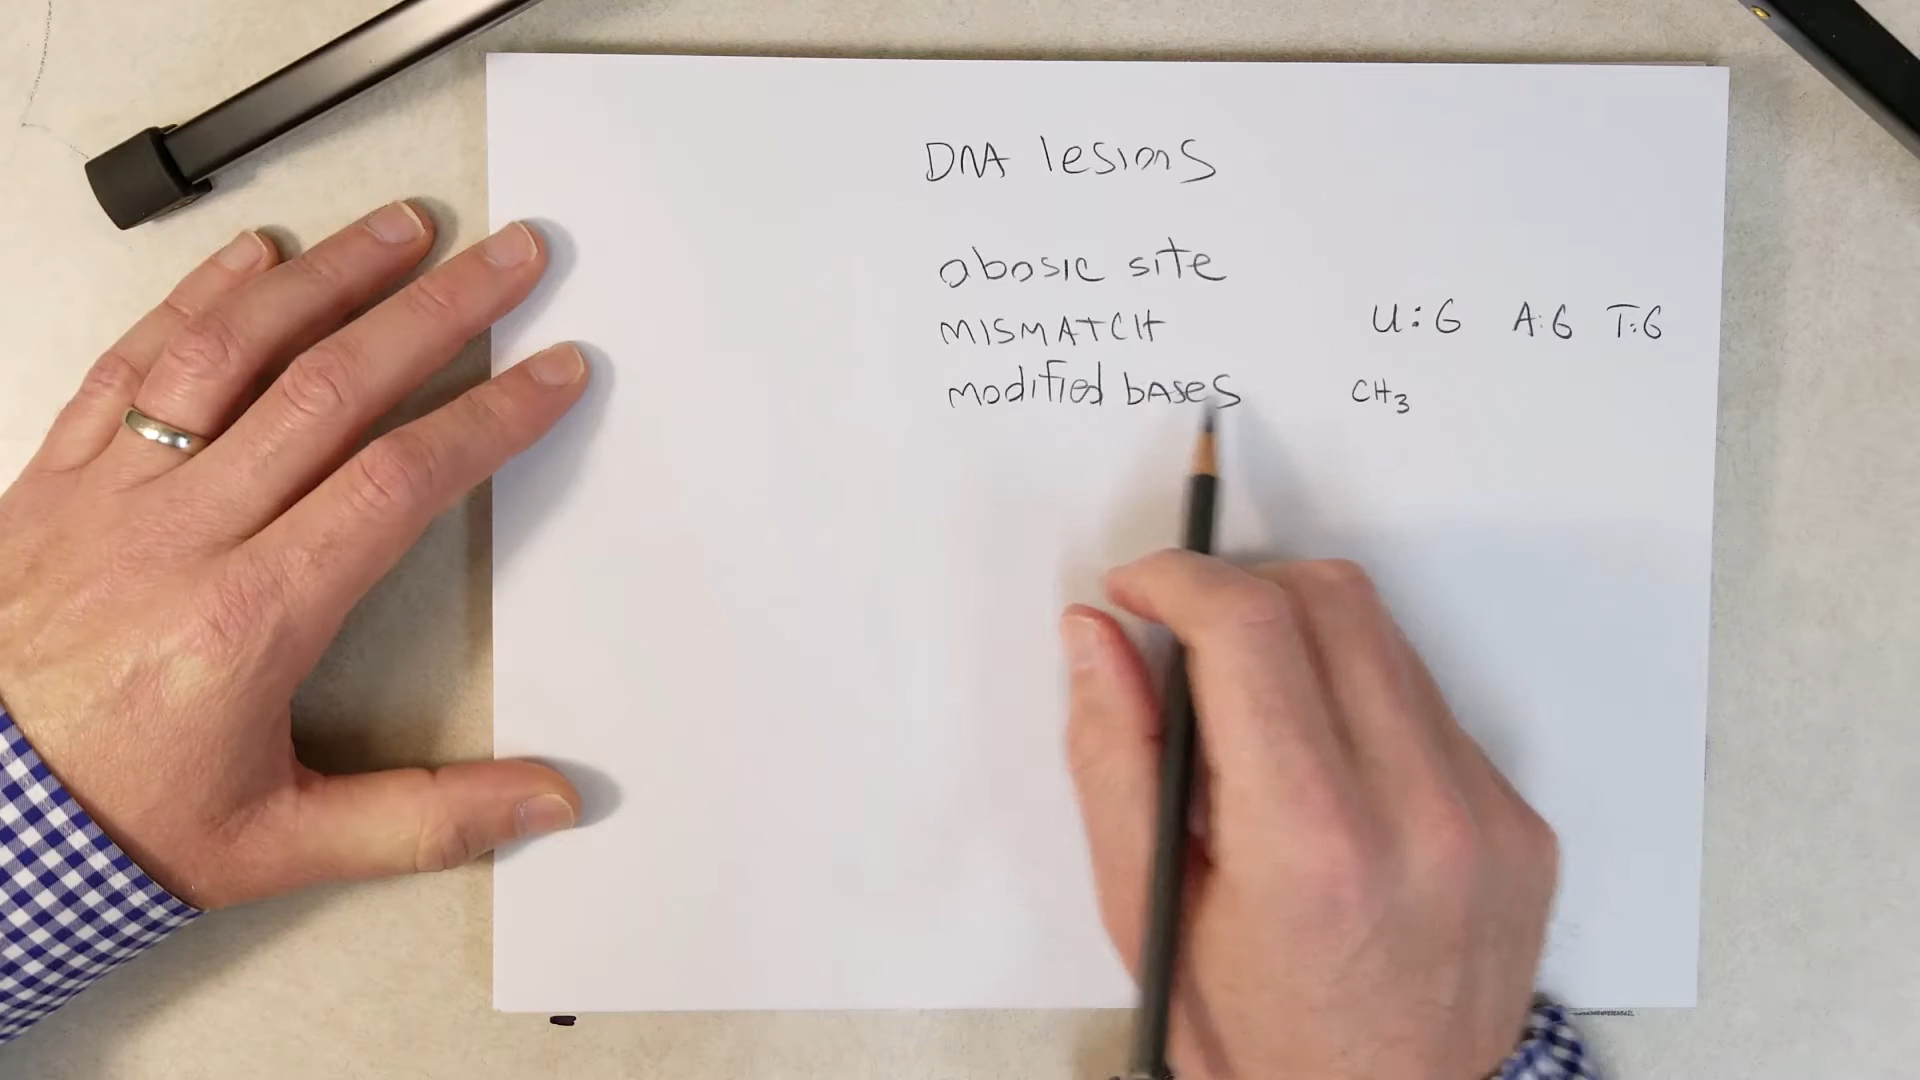 DNA lesions
abasic site
MISMATCH U:G A:G T:G
modified bAses CH3